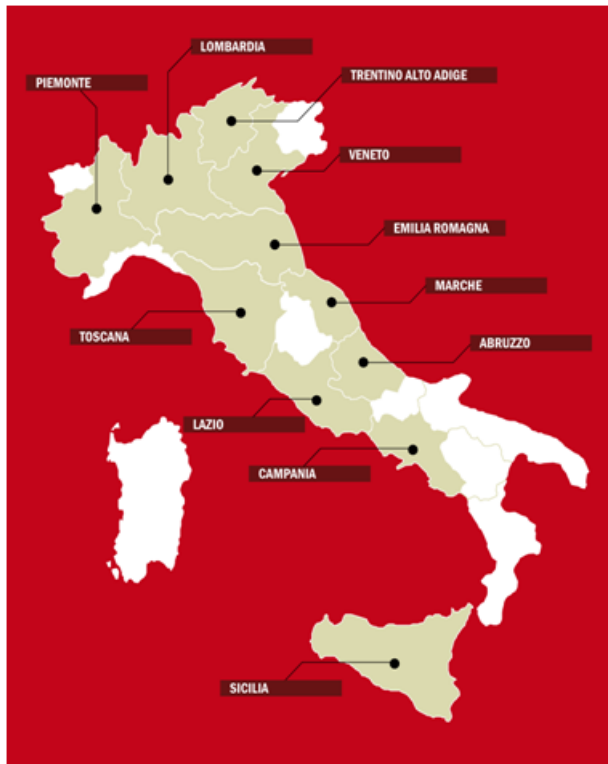 LOMBARDIA
TRENTINO ALTO ADIGE
PIEMONTE
VENETO
EMILIA ROMAGNA
MARCHE
TOSCANA
ABRUZZO
LAZIO
CAMPANIA
SICILIA